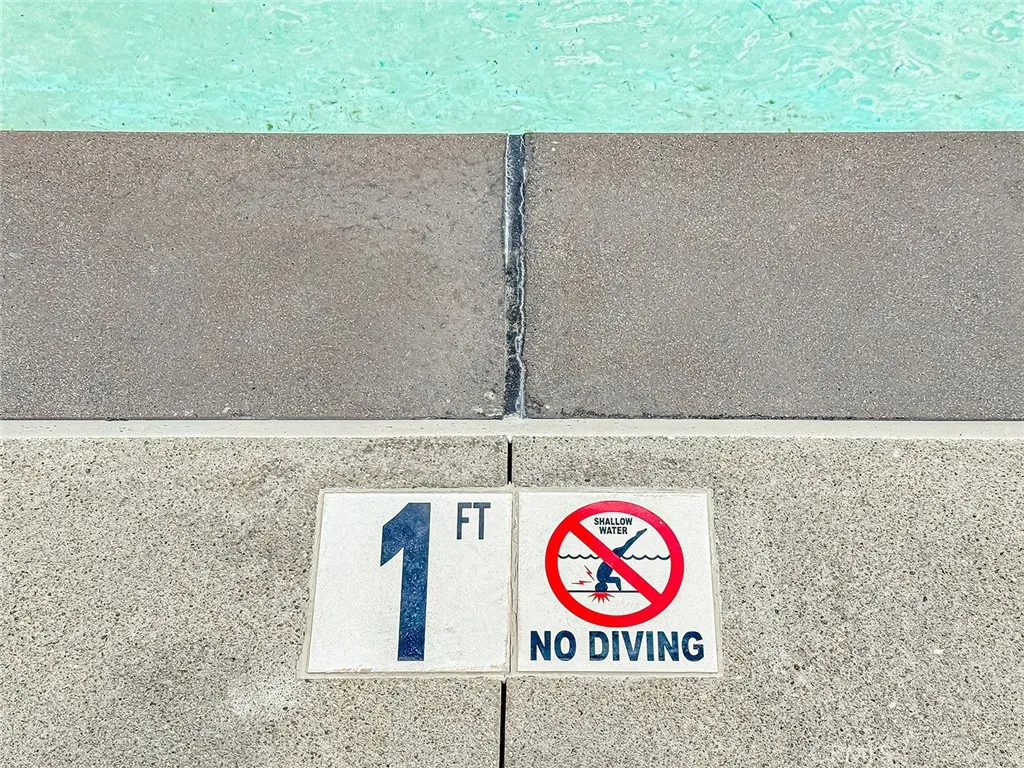 1 FT
SHALLOW
WATER
NO DIVING